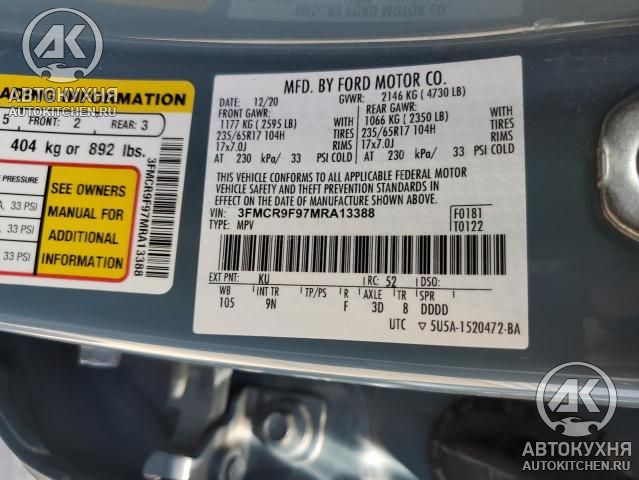 AK
АВТОКУХНЯ
AUTOKITCHEN.RU
ADING INFORMATION
5 FRONT: 2 REAR: 3
404 kg or 892 lbs.
PRESSURE
33 PSI
33 PSI
33 PSI
SEE OWNERS
MANUAL FOR
ADDITIONAL
INFORMATION
3FMCR9F97MRA13388
MFD. BY FORD MOTOR CO.
DATE: 12/20 GVWR: 2146 KG ( 4730 LB)
FRONT GAWR: REAR GAWR:
1177 KG ( 2595 LB) WITH 1066 KG ( 2350 LB) WITH
235/65R17 104H TIRES 235/65R17 104H TIRES
17x7.0J RIMS 17x7.0J RIMS
AT 230 kPa/ 33 PSI COLD AT 230 kPa/ 33 PSI COLD
THIS VEHICLE CONFORMS TO ALL APPLICABLE FEDERAL MOTOR
VEHICLE SAFETY AND THEFT PREVENTION STANDARDS IN
EFFECT ON THE DATE OF MANUFACTURE SHOWN ABOVE.
VIN: 3FMCR9F97MRA13388 F0181
TYPE: MPV T0122
EXT PNT: KU RC: 52 DSO:
WB INT TR TP/PS R AXLE TR SPR
105 9N F 3D 8 DDDD
UTC ▽ 5U5A-1520472-BA
AK
АВТОКУХНЯ
AUTOKITCHEN.RU